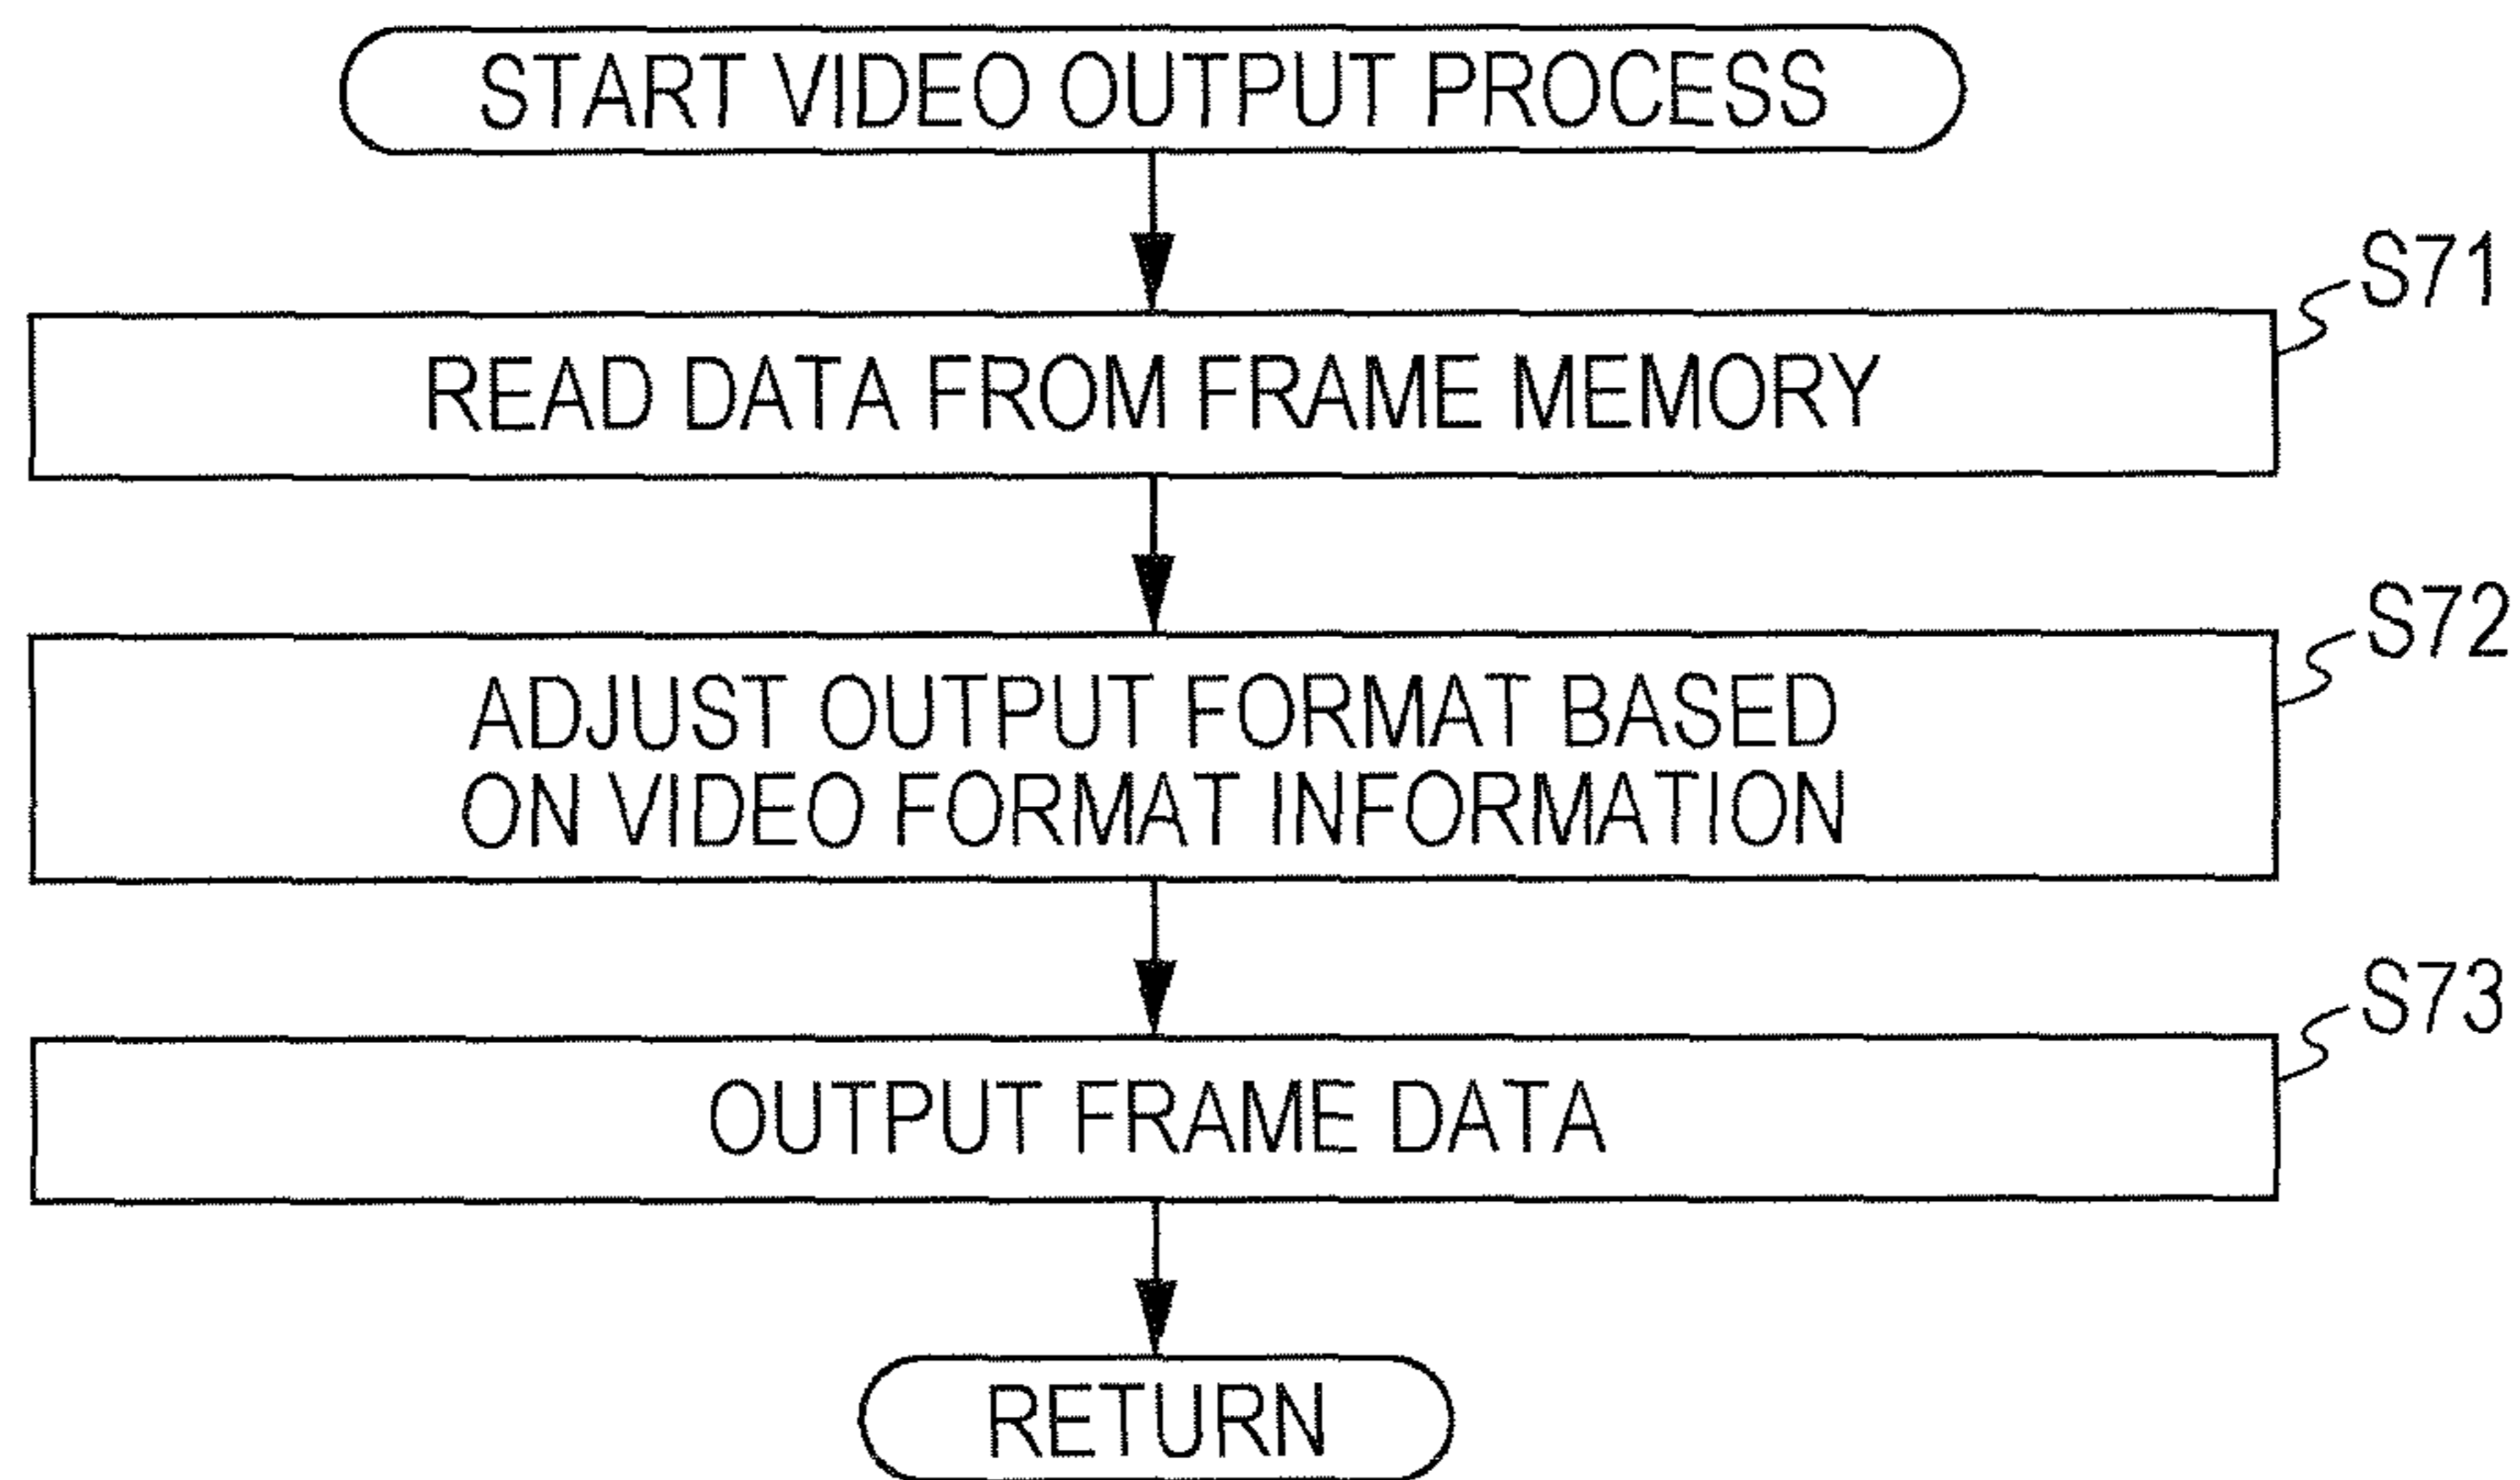 START VIDEO OUTPUT PROCESS
S71
READ DATA FROM FRAME MEMORY
S72
ADJUST OUTPUT FORMAT BASED
ON VIDEO FORMAT INFORMATION
S73
OUTPUT FRAME DATA
RETURN